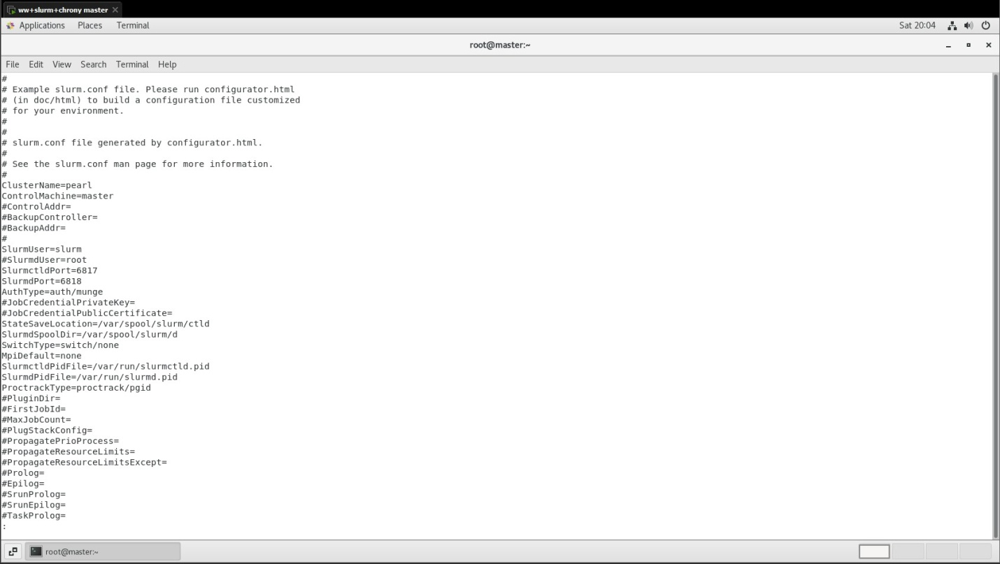 ww+slurm+chrony master
Applications Places Terminal Sat 20:04
root@master:~
File Edit View Search Terminal Help
#
# Example slurm.conf file. Please run configurator.html
# (in doc/html) to build a configuration file customized
# for your environment.
#
#
# slurm.conf file generated by configurator.html.
#
# See the slurm.conf man page for more information.
#
ClusterName=pearl
ControlMachine=master
#ControlAddr=
#BackupController=
#BackupAddr=
#
SlurmUser=slurm
#SlurmdUser=root
SlurmctldPort=6817
SlurmdPort=6818
AuthType=auth/munge
#JobCredentialPrivateKey=
#JobCredentialPublicCertificate=
StateSaveLocation=/var/spool/slurm/ctld
SlurmdSpoolDir=/var/spool/slurm/d
SwitchType=switch/none
MpiDefault=none
SlurmctldPidFile=/var/run/slurmctld.pid
SlurmdPidFile=/var/run/slurmd.pid
ProctrackType=proctrack/pgid
#PluginDir=
#FirstJobId=
#MaxJobCount=
#PlugStackConfig=
#PropagatePrioProcess=
#PropagateResourceLimits=
#PropagateResourceLimitsExcept=
#Prolog=
#Epilog=
#SrunProlog=
#SrunEpilog=
#TaskProlog=
:
root@master:~